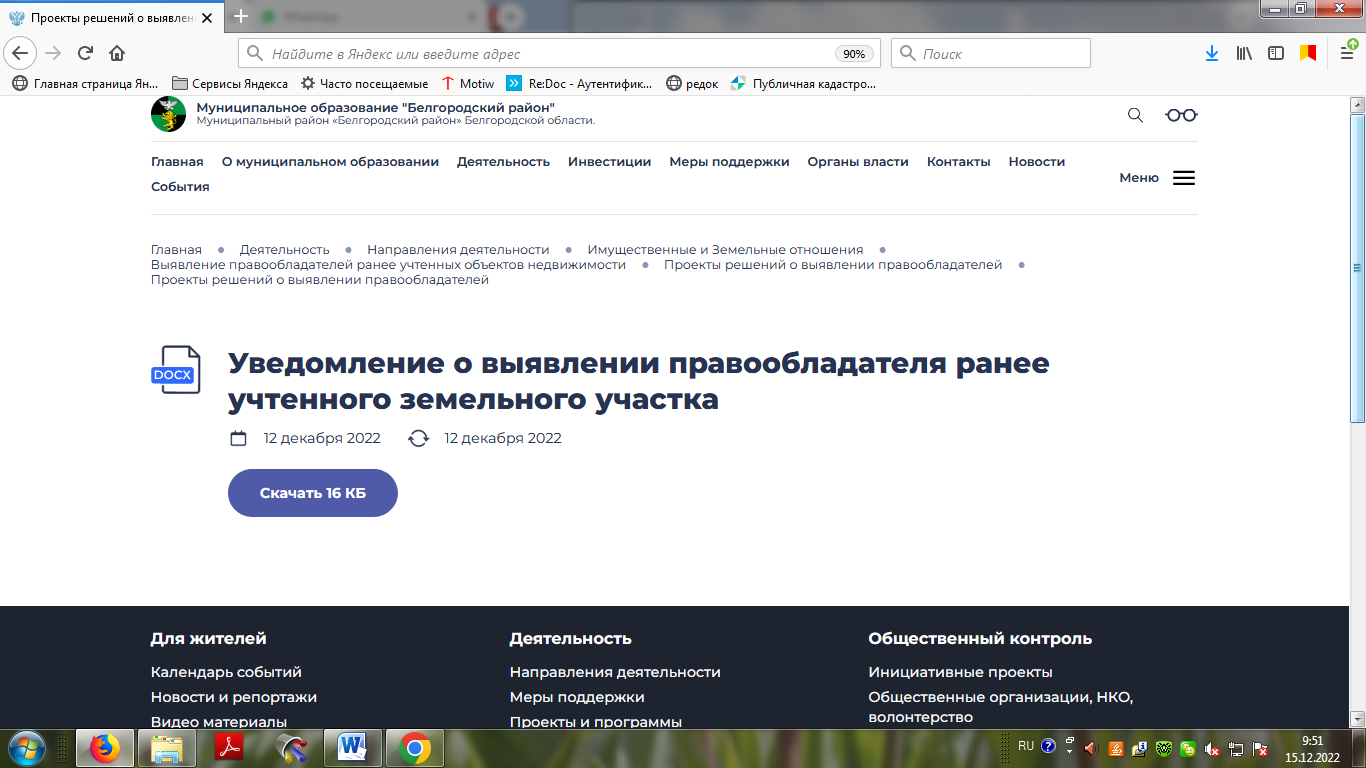 Проекты решений о выявлен
WhatsApp
Найдите в Яндекс или введите адрес
90%
Поиск
Главная страница Ян...
Сервисы Яндекса
Часто посещаемые
Motiw
Re:Doc - Аутентифик...
редок
Публичная кадастро...
Муниципальное образование "Белгородский район"
Муниципальный район «Белгородский район» Белгородской области.
Главная
О муниципальном образовании
Деятельность
Инвестиции
Меры поддержки
Органы власти
Контакты
Новости
События
Меню
Главная
Деятельность
Направления деятельности
Имущественные и Земельные отношения
Выявление правообладателей ранее учтенных объектов недвижимости
Проекты решений о выявлении правообладателей
Проекты решений о выявлении правообладателей
DOCX
Уведомление о выявлении правообладателя ранее
учтенного земельного участка
12 декабря 2022
12 декабря 2022
Скачать 16 КБ
Для жителей
Календарь событий
Новости и репортажи
Видео материалы
Деятельность
Направления деятельности
Меры поддержки
Проекты и программы
Общественный контроль
Инициативные проекты
Общественные организации, НКО,
волонтерство
RU
9:51
15.12.2022